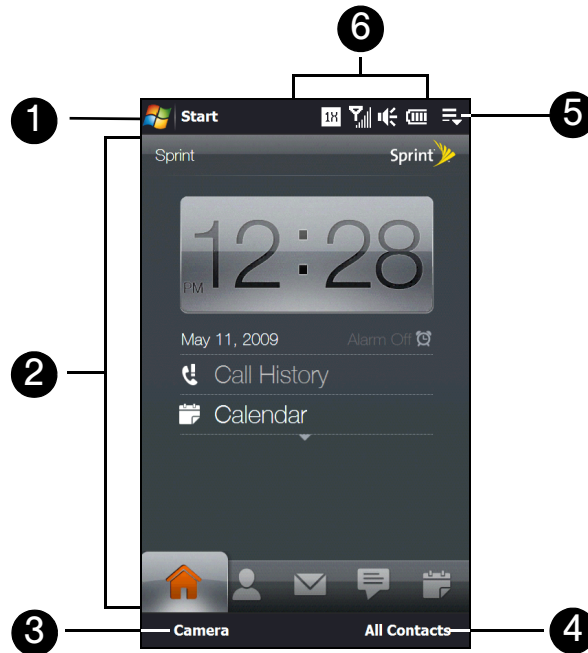 6
1
Start
1X
5
Sprint
Sprint
12:28
PM
May 11, 2009
Alarm Off
2
Call History
Calendar
3
Camera
All Contacts
4